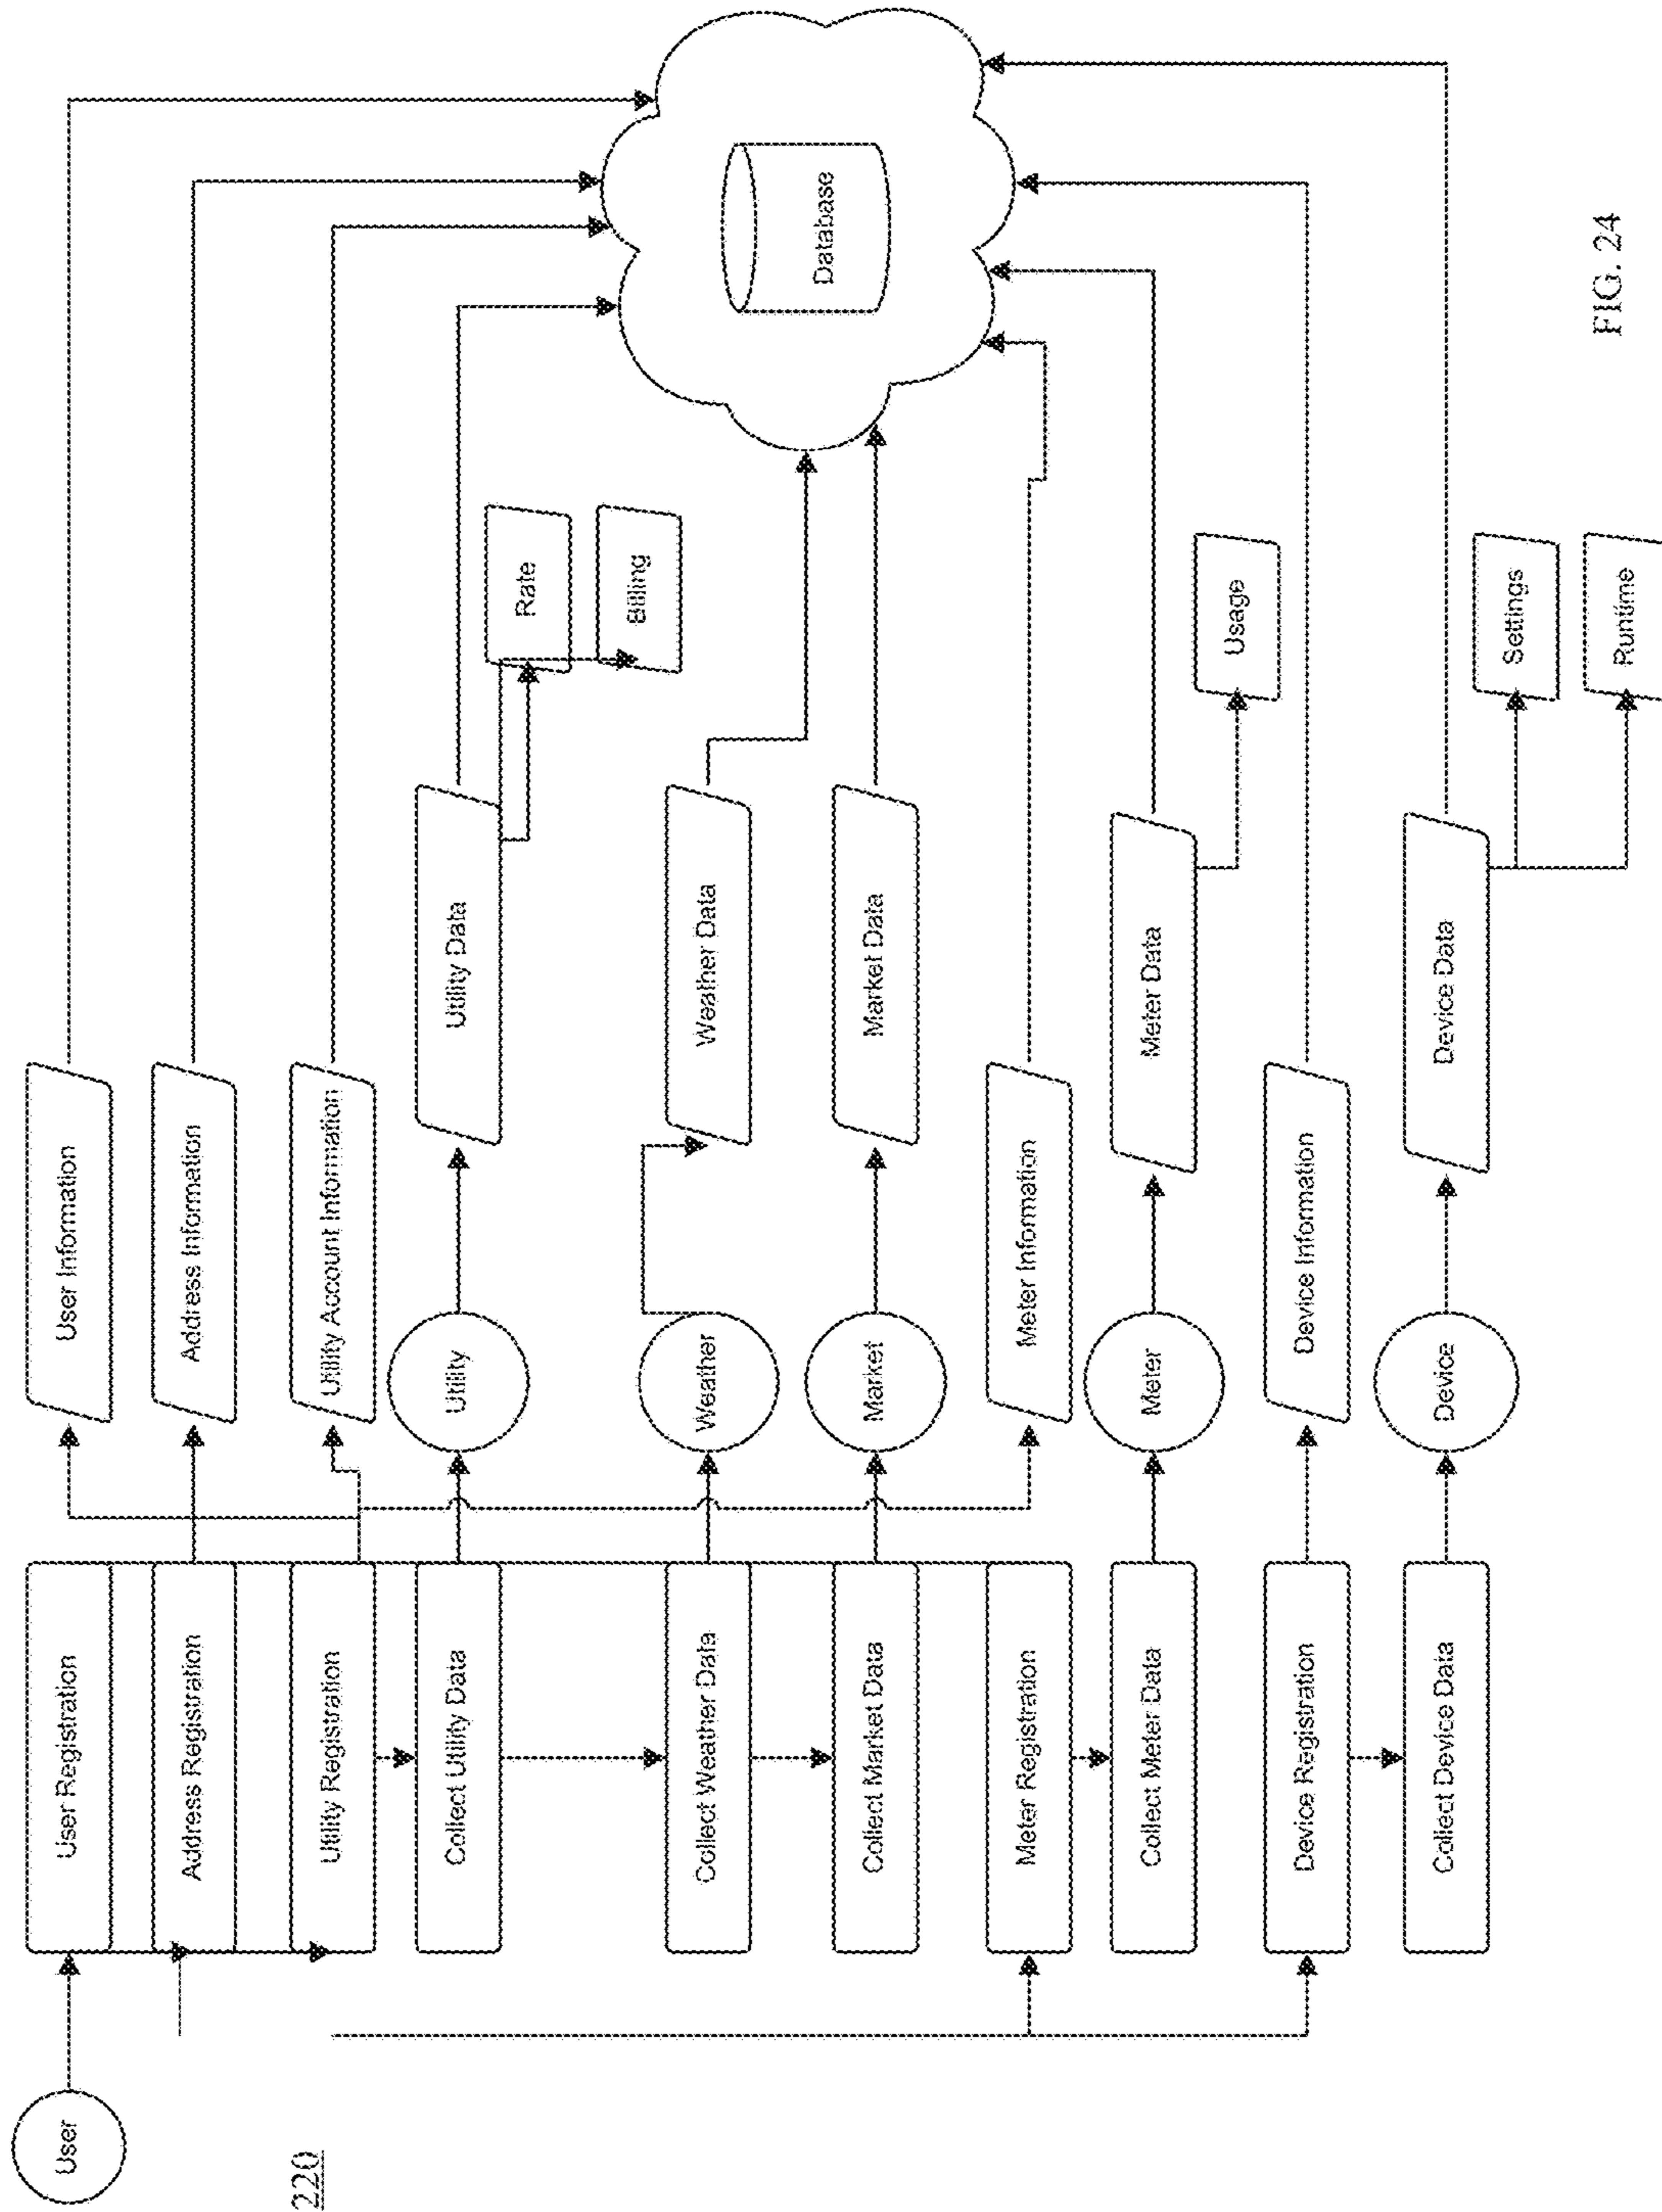 User
220
User Registration
Address Registration
Utility Registration
Collect Utility Data
Collect Weather Data
Collect Market Data
Meter Registration
Collect Meter Data
Device Registration
Collect Device Data
User Information
Address Information
Utility Account Information
Utility
Weather
Market
Meter Information
Meter
Device Information
Device
Utility Data
Weather Data
Market Data
Meter Data
Device Data
Rate
Billing
Usage
Settings
Runtime
Database
FIG. 24